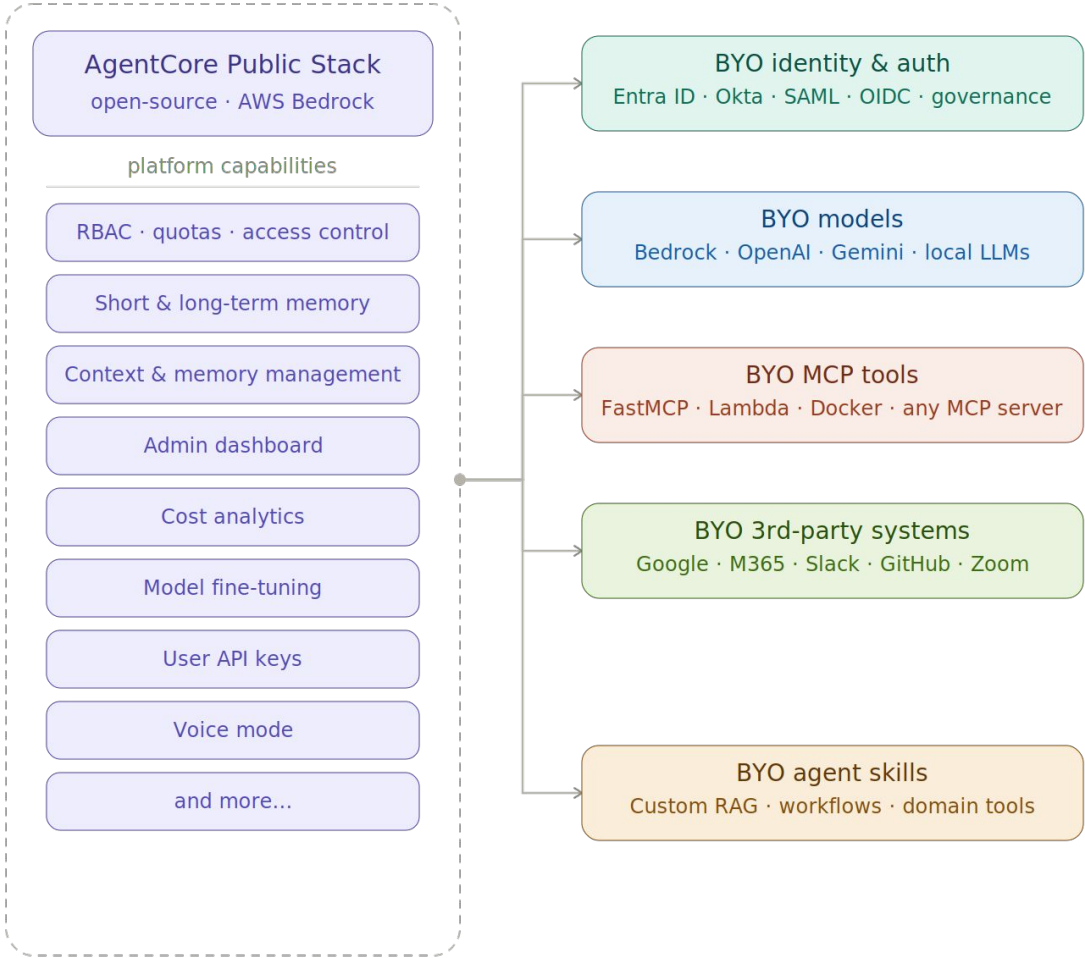 AgentCore Public Stack
open-source · AWS Bedrock
platform capabilities
RBAC · quotas · access control
Short & long-term memory
Context & memory management
Admin dashboard
Cost analytics
Model fine-tuning
User API keys
Voice mode
and more...
BYO identity & auth
Entra ID · Okta · SAML · OIDC · governance
BYO models
Bedrock · OpenAI · Gemini · local LLMs
BYO MCP tools
FastMCP · Lambda · Docker · any MCP server
BYO 3rd-party systems
Google · M365 · Slack · GitHub · Zoom
BYO agent skills
Custom RAG · workflows · domain tools